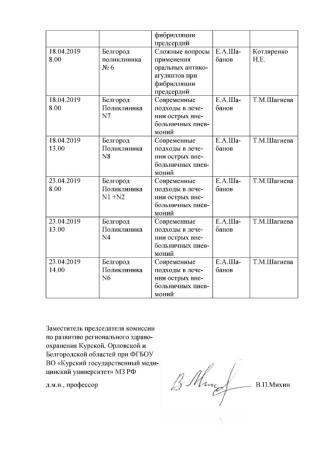 фибрилляции
предсердий
18.04.2019 Белгород Сложные вопросы Е.А.Ша- Котляренко
8.00 поликлиника применения банов Н.Е.
№ 6 оральных антико-
агулянтов при
фибрилляции
предсердий
18.04.2019 Белгород Современные Е.А.Ша- Т.М.Шагиева
8.00 Поликлиника подходы в лече- банов
N7 нии острых вне-
больничных пнев-
моний
18.04.2019 Белгород Современные Е.А.Ша- Т.М.Шагиева
13.00 Поликлиника подходы в лече- банов
N8 нии острых вне-
больничных пнев-
моний
23.04.2019 Белгород Современные Е.А.Ша- Т.М.Шагиева
8.00 Поликлиника подходы в лече- банов
N1 +N2 нии острых вне-
больничных пнев-
моний
23.04.2019 Белгород Современные Е.А.Ша- Т.М.Шагиева
13.00 Поликлиника подходы в лече- банов
N4 нии острых вне-
больничных пнев-
моний
23.04.2019 Белгород Современные Е.А.Ша- Т.М.Шагиева
14.00 Поликлиника подходы в лече- банов
N6 нии острых вне-
больничных пнев-
моний
Заместитель председателя комиссии
по развитию регионального здраво-
охранения Курской, Орловской и
Белгородской областей при ФГБОУ
ВО «Курский государственный меди-
цинский университет» МЗ РФ
д.м.н., профессор В.П.Михин